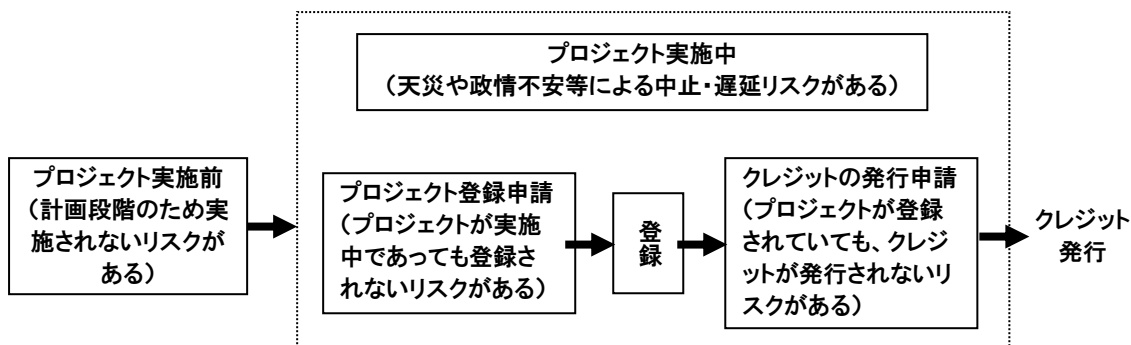 プロジェクト実施中
（天災や政情不安等による中止・遅延リスクがある）
プロジェクト実施前
（計画段階のため実
施されないリスクが
ある）
プロジェクト登録申請
（プロジェクトが実施
中であっても登録さ
れないリスクがある）
登録
クレジットの発行申請
（プロジェクトが登録
されていても、クレ
ジットが発行されないリ
スクがある）
クレジット
発行